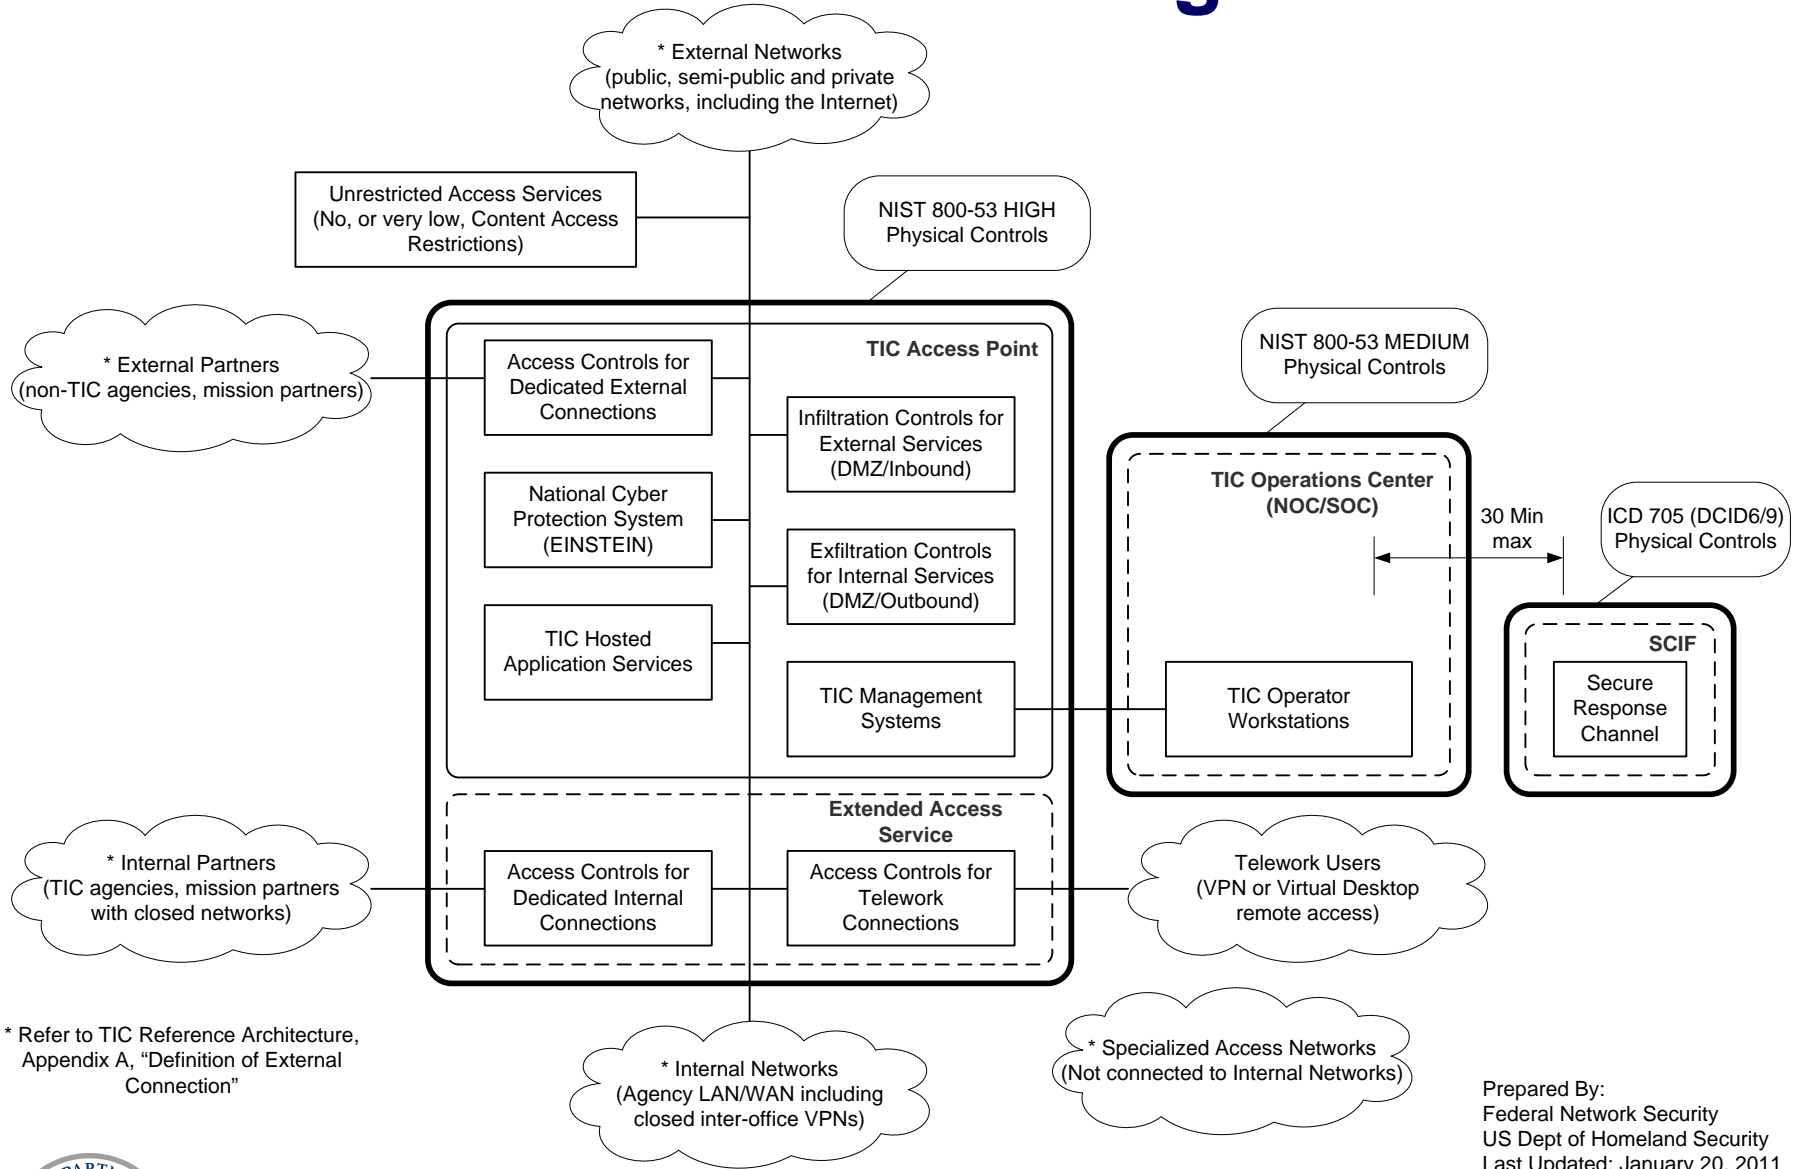 * External Networks
(public, semi-public and private
networks, including the Internet)
Unrestricted Access Services
(No, or very low, Content Access
Restrictions)
NIST 800-53 HIGH
Physical Controls
* External Partners
(non-TIC agencies, mission partners)
TIC Access Point
Access Controls for
Dedicated External
Connections
Infiltration Controls for
External Services
(DMZ/Inbound)
National Cyber
Protection System
(EINSTEIN)
Exfiltration Controls
for Internal Services
(DMZ/Outbound)
TIC Hosted
Application Services
TIC Management
Systems
NIST 800-53 MEDIUM
Physical Controls
TIC Operations Center
(NOC/SOC)
TIC Operator
Workstations
30 Min
max
ICD 705 (DCID6/9)
Physical Controls
SCIF
Secure
Response
Channel
Extended Access
Service
* Internal Partners
(TIC agencies, mission partners
with closed networks)
Access Controls for
Dedicated Internal
Connections
Access Controls for
Telework
Connections
Telework Users
(VPN or Virtual Desktop
remote access)
* Refer to TIC Reference Architecture,
Appendix A, “Definition of External
Connection”
* Internal Networks
(Agency LAN/WAN including
closed inter-office VPNs)
* Specialized Access Networks
(Not connected to Internal Networks)
Prepared By:
Federal Network Security
US Dept of Homeland Security
Last Updated: January 20, 2011